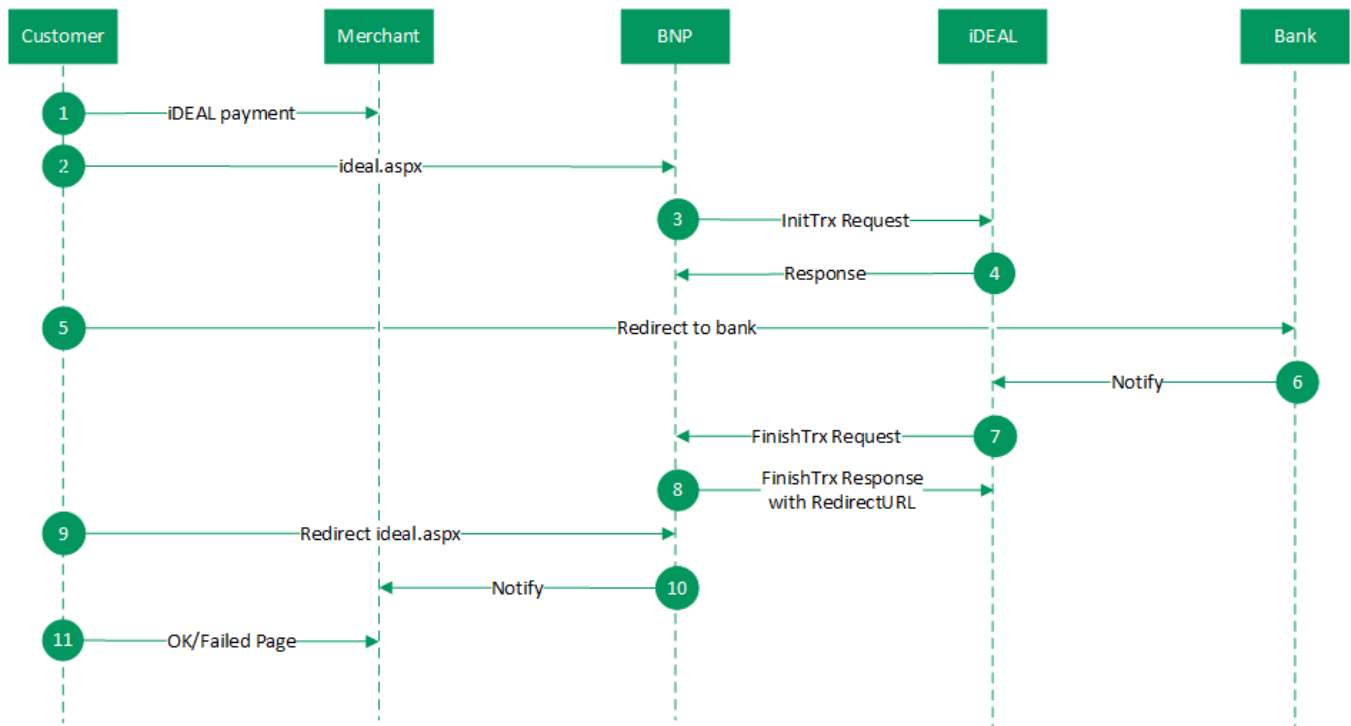 Customer
Merchant
BNP
iDEAL
Bank
1
iDEAL payment
2
ideal.aspx
3
InitTrx Request
Response
4
5
Redirect to bank
Notify
6
FinishTrx Request
7
8
FinishTrx Response
with RedirectURL
9
Redirect ideal.aspx
Notify
10
11
OK/Failed Page